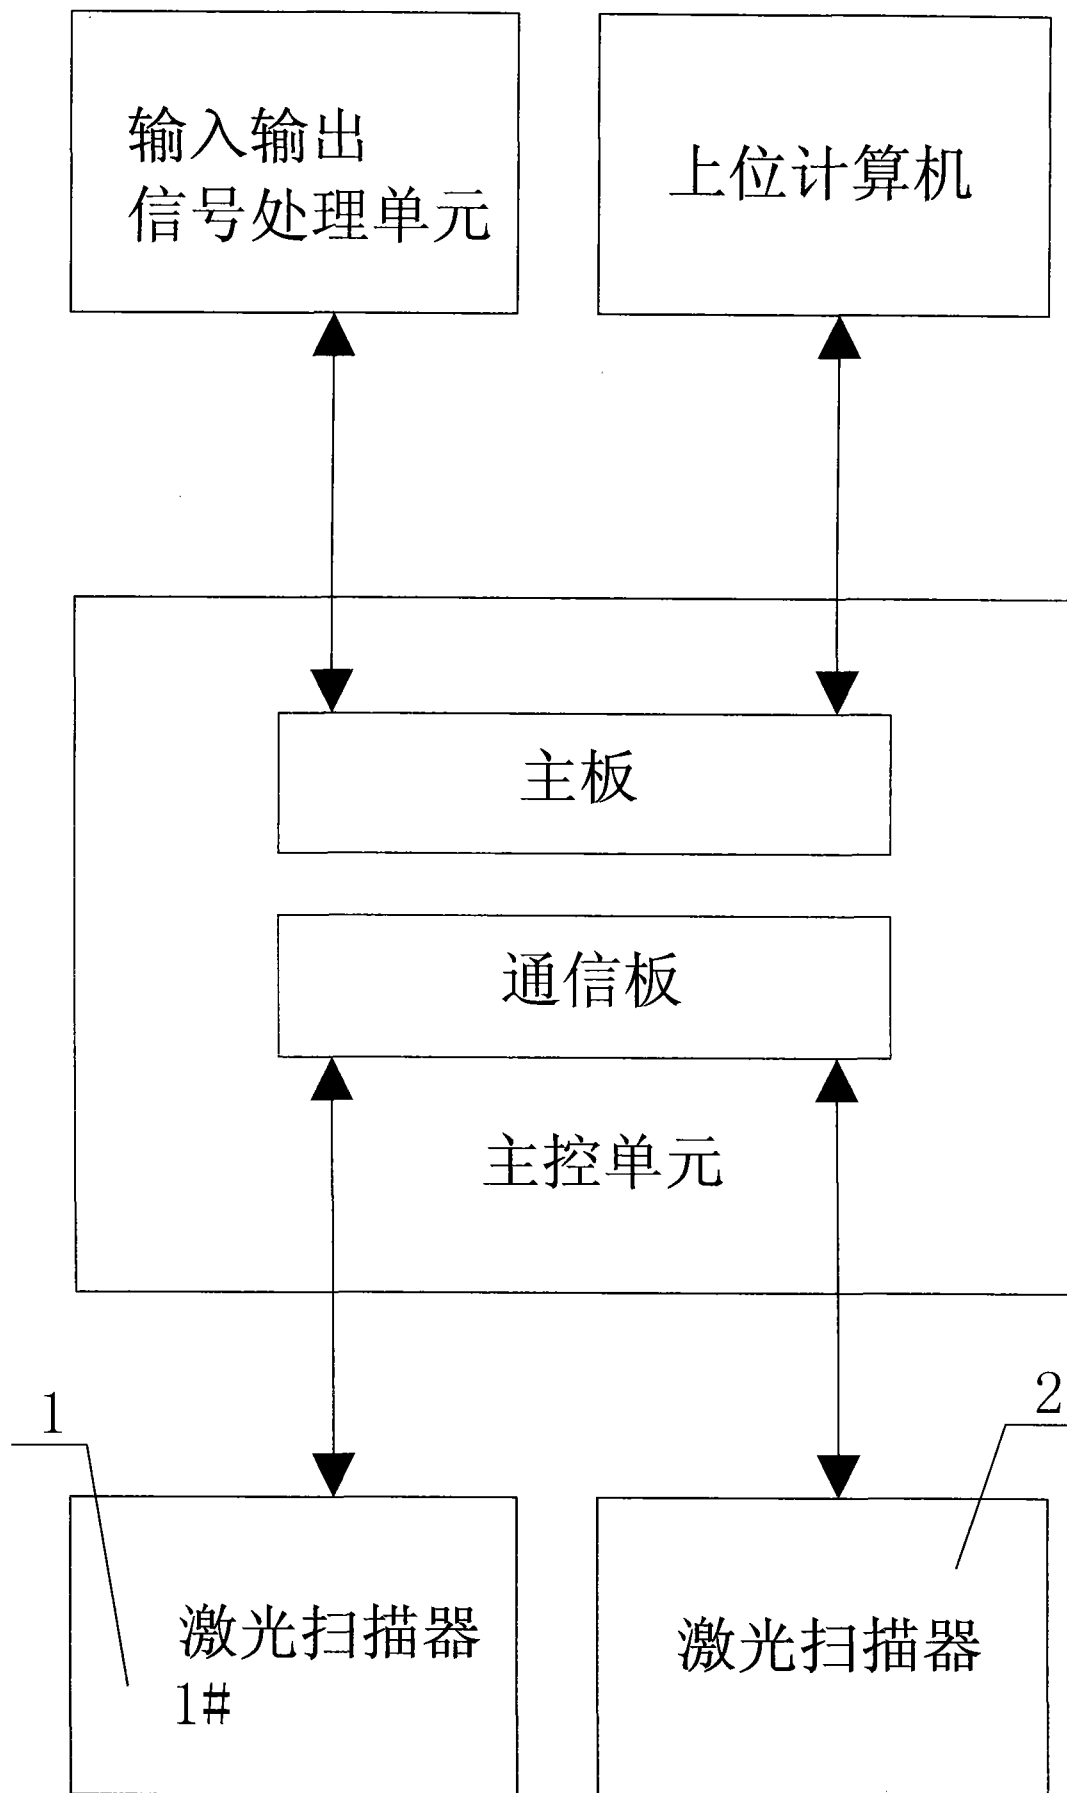 输入输出
信号处理单元
上位计算机
主板
通信板
主控单元
1
2
激光扫描器
1#
激光扫描器